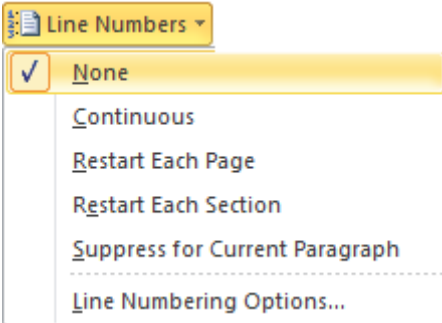 Line Numbers
None
Continuous
Restart Each Page
Restart Each Section
Suppress for Current Paragraph
Line Numbering Options...